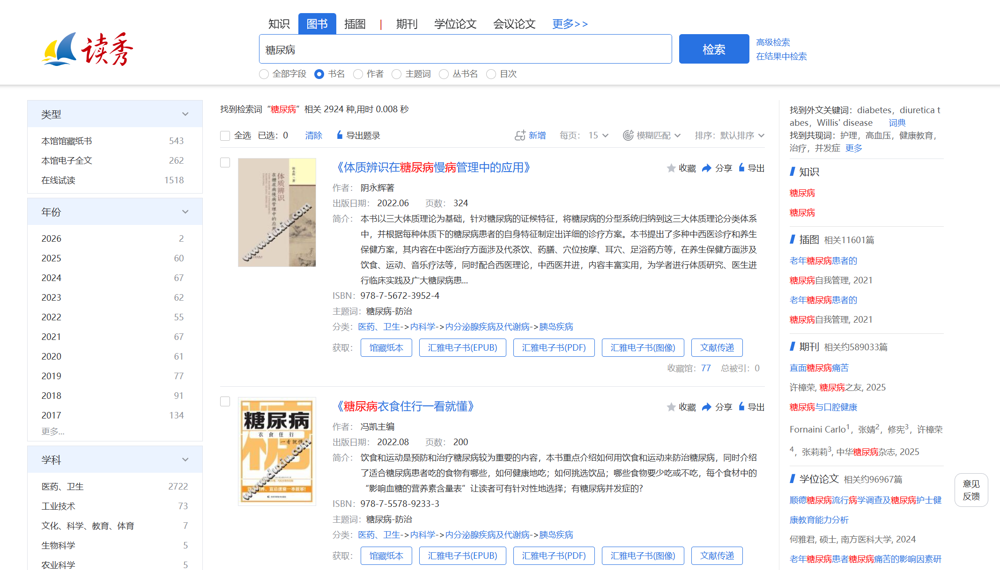 读秀
知识 图书 插图 | 期刊 学位论文 会议论文 更多>>
糖尿病
检索
高级检索
在结果中检索
全部字段 书名 作者 主题词 丛书名 目次
类型
本馆馆藏纸书 543
本馆电子全文 262
在线试读 1518
年份
2026 2
2025 60
2024 67
2023 62
2022 55
2021 67
2020 61
2019 77
2018 91
2017 134
更多...
学科
医药、卫生 2722
工业技术 73
文化、科学、教育、体育 7
生物科学 5
农业科学 5
找到检索词“糖尿病”相关 2924 种,用时 0.008 秒
全选 已选：0 清除 导出题录 新增 每页： 15 模糊匹配 排序：默认排序
体质辨识
在糖尿病慢病管理中的应用
阴永辉 著
www.duxiu.com
《体质辨识在糖尿病慢病管理中的应用》
收藏 分享 导出
作者： 阴永辉著
出版日期： 2022.06 页数： 324
简介： 本书以三大体质理论为基础，针对糖尿病的证候特征，将糖尿病的分型系统归纳到这三大体质理论分类体系
中，并根据每种体质下的糖尿病患者的自身特征制定出详细的诊疗方案。本书提出了多种中西医诊疗和养生
保健方案，其内容在中医治疗方面涉及代茶饮、药膳、穴位按摩、耳穴、足浴药方等，在养生保健方面涉及
饮食、运动、音乐疗法等，同时配合西医理论，中西医并进，内容丰富实用，为学者进行体质研究、医生进
行临床实践及广大糖尿病患...
ISBN：978-7-5672-3952-4
主题词：糖尿病-防治
分类：医药、卫生->内科学->内分泌腺疾病及代谢病->胰岛疾病
获取： 馆藏纸本 汇雅电子书(EPUB) 汇雅电子书(PDF) 汇雅电子书(图像) 文献传递
收藏馆：77 总被引：0
糖尿病
衣食住行
一看就懂
www.duxiu.com
《糖尿病衣食住行一看就懂》
收藏 分享 导出
作者： 冯凯主编
出版日期： 2022.08 页数： 200
简介： 饮食和运动是预防和治疗糖尿病较为重要的内容，本书重点介绍如何用饮食和运动来防治糖尿病，同时介绍
了适合糖尿病患者吃的食物有哪些，如何健康地吃；如何挑选饮品；哪些食物要少吃或不吃，每个食材中的
“影响血糖的营养素含量表”让读者可有针对性地选择；有糖尿病并发症的?
ISBN：978-7-5578-9233-3
主题词：糖尿病-防治
分类：医药、卫生->内科学->内分泌腺疾病及代谢病->胰岛疾病
获取： 馆藏纸本 汇雅电子书(EPUB) 汇雅电子书(PDF) 汇雅电子书(图像) 文献传递
找到外文关键词：diabetes，diuretica t
abes，Willis' disease 词典
找到共现词：护理，高血压，健康教育，
治疗，并发症 更多
知识
糖尿病
糖尿病
插图 相关11601篇
老年糖尿病患者的
糖尿病自我管理, 2021
老年糖尿病患者的
糖尿病自我管理, 2021
期刊 相关约589033篇
直面糖尿病痛苦
许樟荣, 糖尿病之友, 2025
糖尿病与口腔健康
Fornaini Carlo1，张婧2，修宪3，许樟荣
4，张莉莉3, 中华糖尿病杂志, 2025
学位论文 相关约96967篇
顺德糖尿病流行病学调查及糖尿病护士健
康教育能力分析
何雅君, 硕士, 南方医科大学, 2024
老年糖尿病患者糖尿病痛苦的影响因素研
意见
反馈